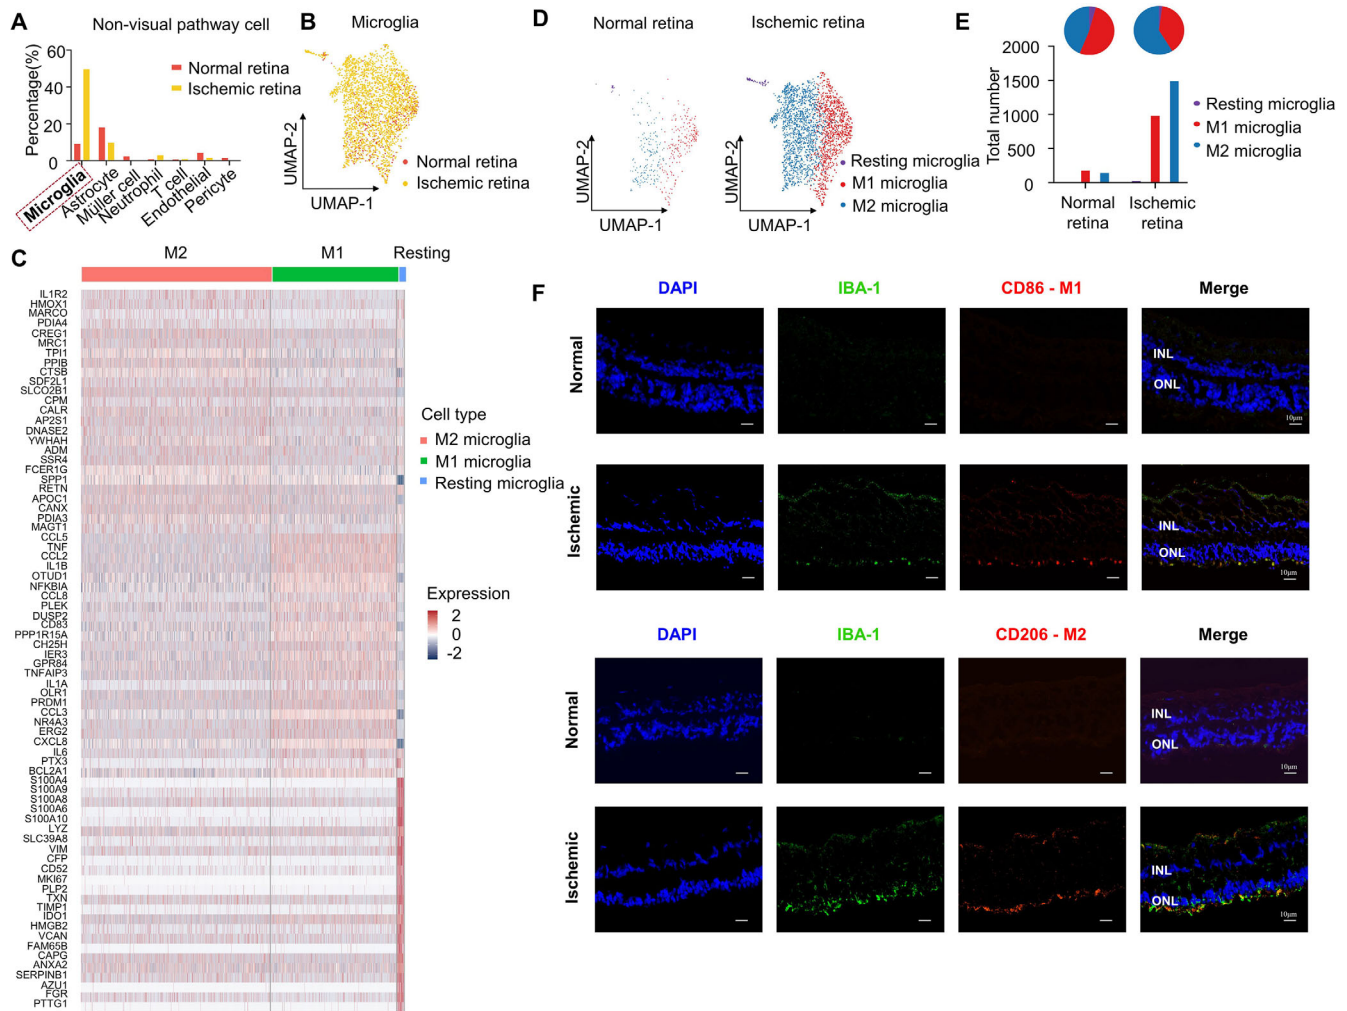 A
Non-visual pathway cell
Percentage(%)
60
40
20
0
Normal retina
Ischemic retina
Microglia
Astrocyte
Müller cell
Neutrophil
T cell
Endothelial
Pericyte
B
Microglia
UMAP-2
UMAP-1
Normal retina
Ischemic retina
D
Normal retina
Ischemic retina
UMAP-2
UMAP-1
UMAP-2
UMAP-1
Resting microglia
M1 microglia
M2 microglia
E
Total number
2000
1500
1000
500
0
Normal
retina
Ischemic
retina
Resting microglia
M1 microglia
M2 microglia
C
M2
M1
Resting
IL1R2
HMOX1
MARCO
PDIA4
CREG1
MRC1
TPI1
PPIB
CTSB
SDF2L1
SLCO2B1
CPM
CALR
AP2S1
DNASE2
YWHAH
ADM
SSR4
FCER1G
SPP1
RETN
APOC1
CANX
PDIA3
MAGT1
CCL5
TNF
CCL2
IL1B
OTUD1
NFKBIA
CCL8
PLEK
DUSP2
CD83
PPP1R15A
CH25H
IER3
GPR84
TNFAIP3
IL1A
OLR1
PRDM1
CCL3
NR4A3
ERG2
CXCL8
IL6
PTX3
BCL2A1
S100A4
S100A9
S100A8
S100A6
S100A10
LYZ
SLC39A8
VIM
CFP
CD52
MKI67
PLP2
TXN
TIMP1
IDO1
HMGB2
VCAN
FAM65B
CAPG
ANXA2
SERPINB1
AZU1
FGR
PTTG1
Cell type
M2 microglia
M1 microglia
Resting microglia
Expression
2
0
-2
F
DAPI
IBA-1
CD86 - M1
Merge
Normal
INL
ONL
10μm
Ischemic
INL
ONL
10μm
DAPI
IBA-1
CD206 - M2
Merge
Normal
INL
ONL
10μm
Ischemic
INL
ONL
10μm